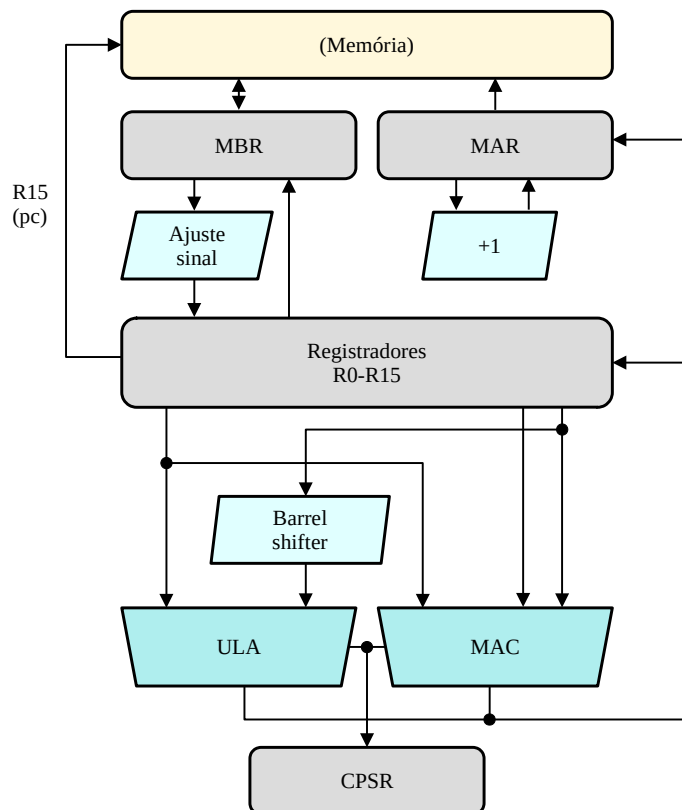 (Memória)
MBR
MAR
R15
(pc)
Ajuste
sinal
+1
Registradores
R0-R15
Barrel
shifter
ULA
MAC
CPSR